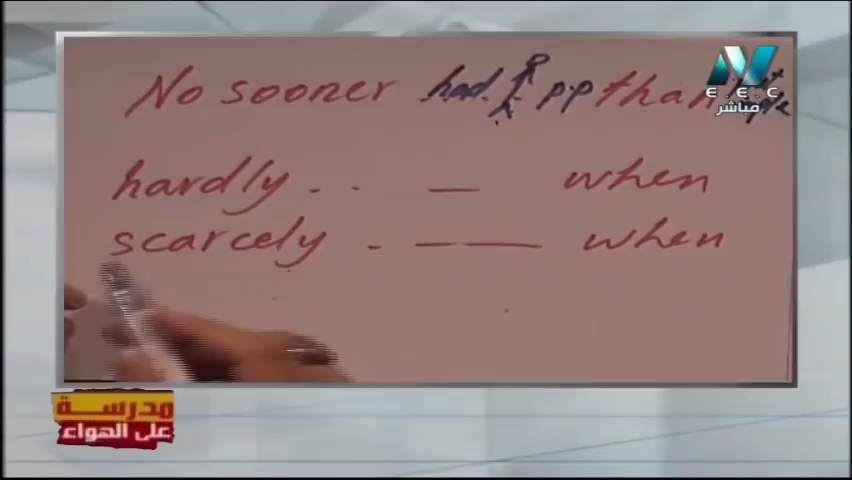 No sooner had pp than
hardly .. — when
scarcely . —— when
E.E.C
مباشر
مدرسة
على الهواء